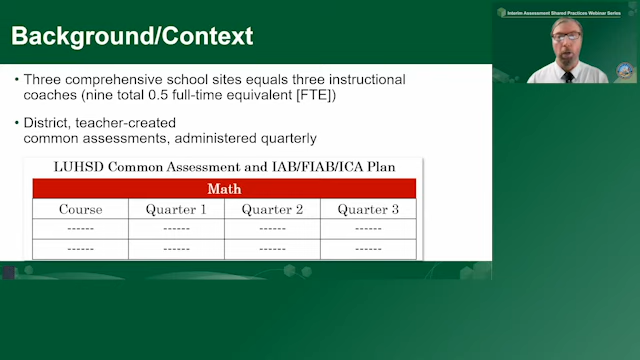 Interim Assessment Shared Practices Webinar Series
Background/Context
• Three comprehensive school sites equals three instructional
coaches (nine total 0.5 full-time equivalent [FTE])
• District, teacher-created
common assessments, administered quarterly
LUHSD Common Assessment and IAB/FIAB/ICA Plan
Math
Course Quarter 1 Quarter 2 Quarter 3
------ ------ ------ ------
------ ------ ------ ------